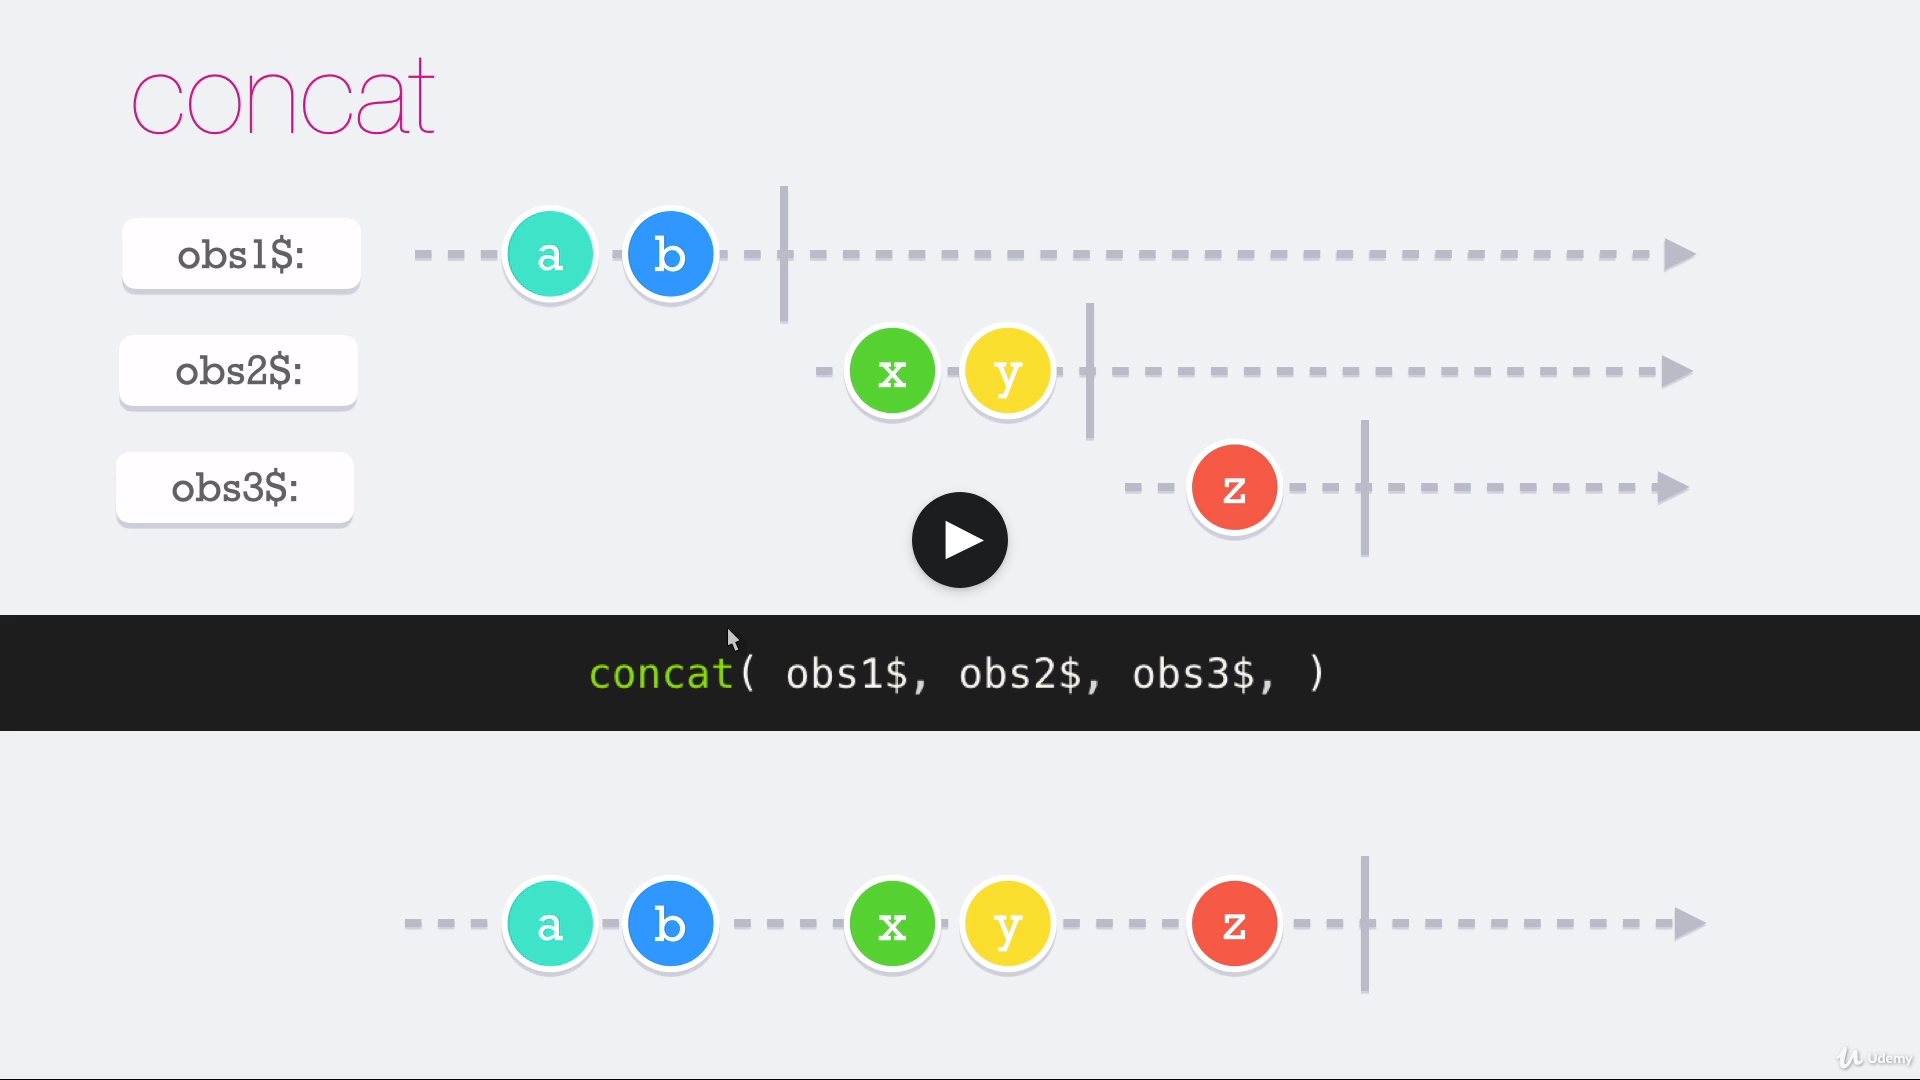 concat
obs1$: a b
obs2$: x y
obs3$: z
concat( obs1$, obs2$, obs3$, )
a b x y z
Udemy